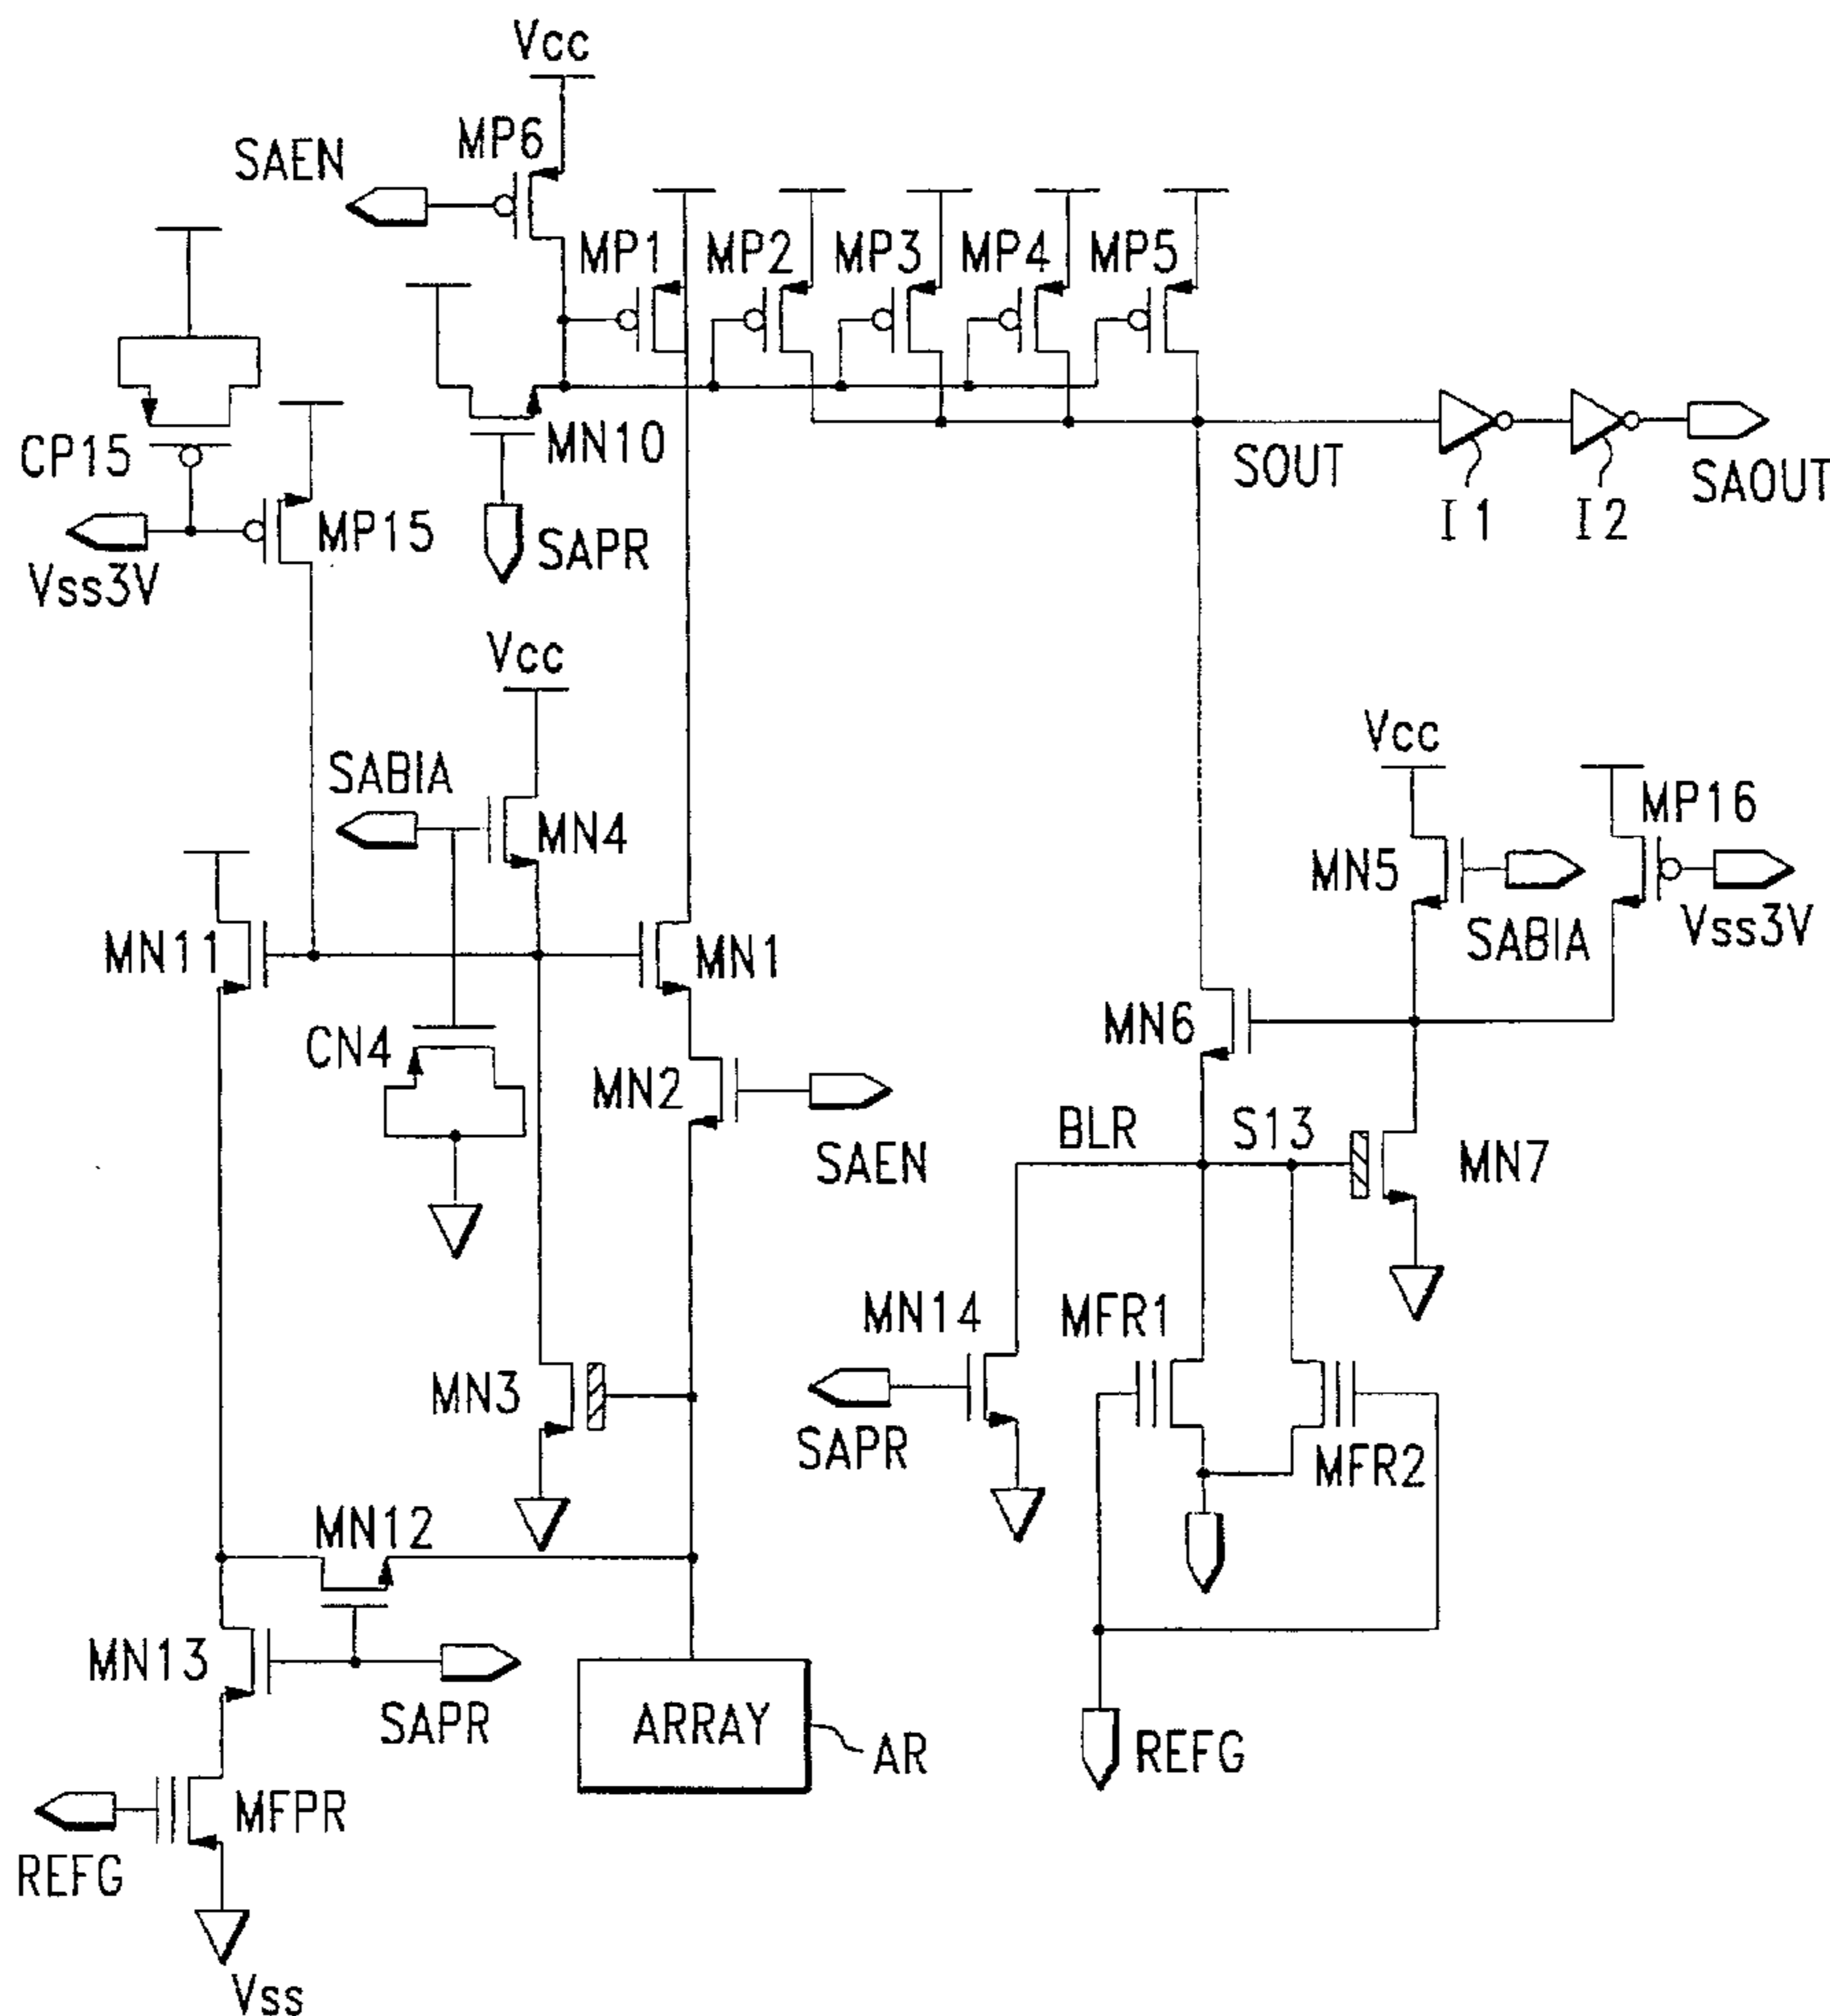 Vcc
MP6
SAEN
MP1
MP2
MP3
MP4
MP5
CP15
MN10
SOUT
SAOUT
I1
I2
MP15
SAPR
Vss3V
Vcc
SABIA
MN4
Vcc
MP16
MN5
SABIA
Vss3V
MN11
MN1
CN4
MN6
MN2
BLR
S13
SAEN
MN7
MN14
MFR1
MN3
SAPR
MFR2
MN12
MN13
SAPR
ARRAY
AR
REFG
MFPR
REFG
Vss